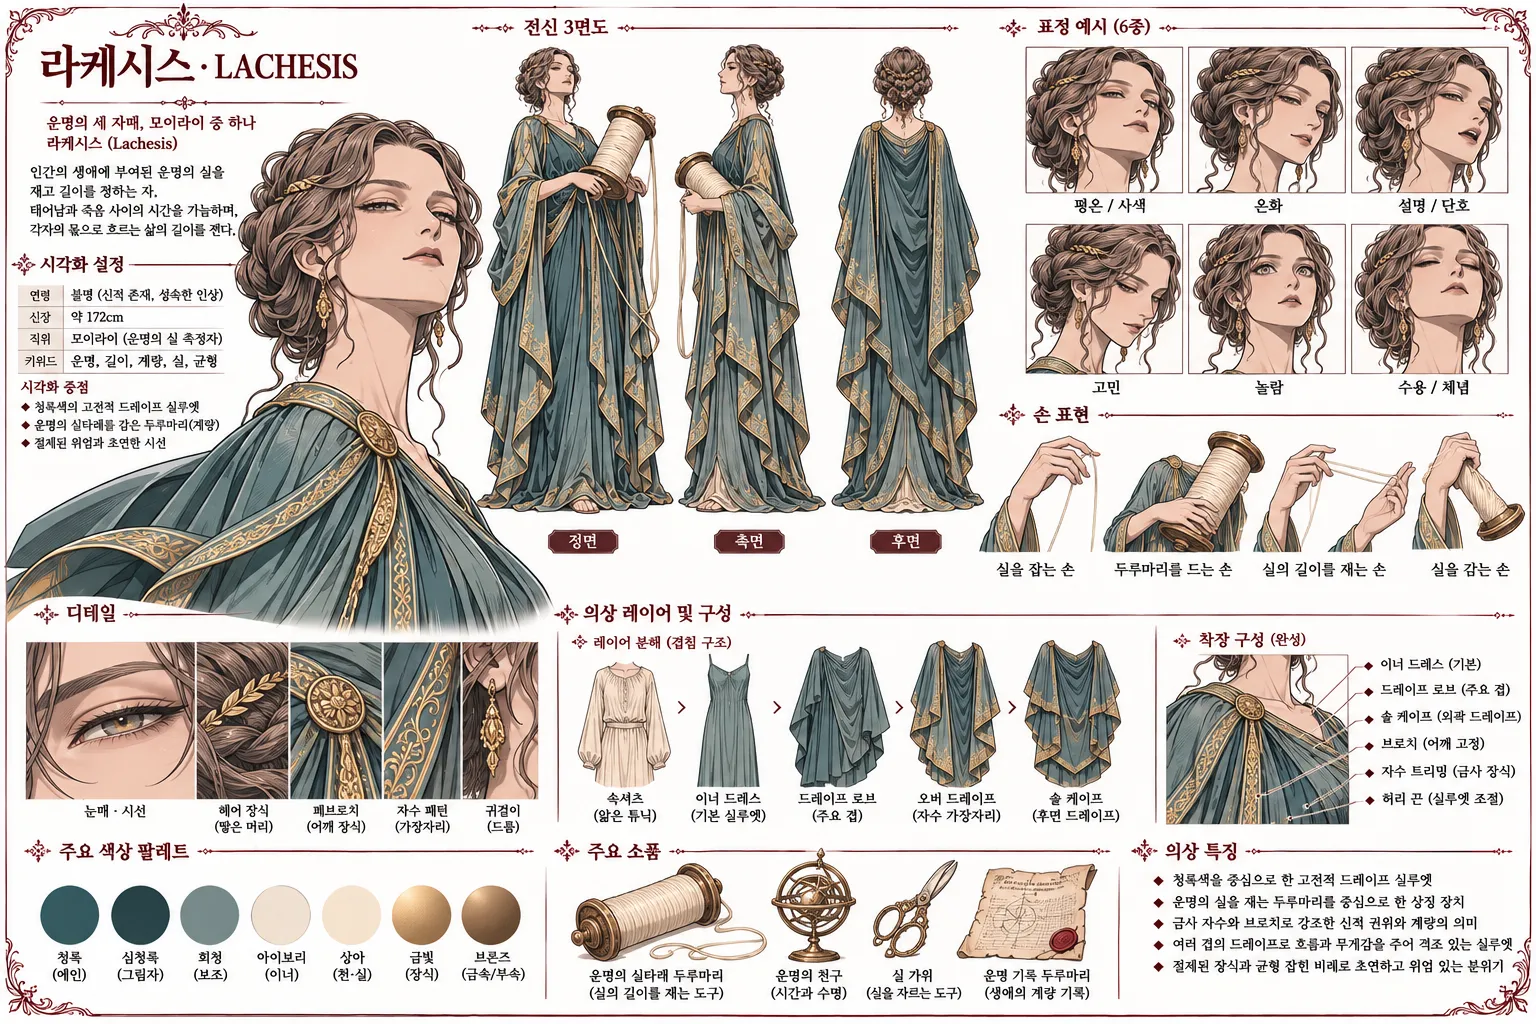 라케시스 · LACHESIS
운명의 세 자매, 모이라이 중 하나
라케시스 (Lachesis)
인간의 생애에 부여된 운명의 실을
재고 길이를 정하는 자.
태어남과 죽음 사이의 시간을 가늠하며,
각자의 몫으로 흐르는 삶의 길이를 잰다.
시각화 설정
연령 불명 (신적 존재, 성숙한 인상)
신장 약 172cm
직위 모이라이 (운명의 실 측정자)
키워드 운명, 길이, 계량, 실, 균형
시각화 중점
◆ 청록색의 고전적 드레이프 실루엣
◆ 운명의 실타래를 감은 두루마리(계량)
◆ 절제된 위엄과 초연한 시선
전신 3면도
정면
측면
후면
표정 예시 (6종)
평온 / 사색
온화
설명 / 단호
고민
놀람
수용 / 체념
손 표현
실을 잡는 손
두루마리를 드는 손
실의 길이를 재는 손
실을 감는 손
디테일
눈매 · 시선
헤어 장식
(땋은 머리)
페브로치
(어깨 장식)
자수 패턴
(가장자리)
귀걸이
(드롭)
의상 레이어 및 구성
레이어 분해 (겹침 구조)
속셔츠
(얇은 튜닉)
이너 드레스
(기본 실루엣)
드레이프 로브
(주요 겹)
오버 드레이프
(자수 가장자리)
숄 케이프
(후면 드레이프)
착장 구성 (완성)
이너 드레스 (기본)
드레이프 로브 (주요 겹)
숄 케이프 (외곽 드레이프)
브로치 (어깨 고정)
자수 트리밍 (금사 장식)
허리 끈 (실루엣 조절)
주요 색상 팔레트
청록
(메인)
심청록
(그림자)
회청
(보조)
아이보리
(이너)
상아
(천·실)
금빛
(장식)
브론즈
(금속/부속)
주요 소품
운명의 실타래 두루마리
(실의 길이를 재는 도구)
운명의 천구
(시간과 수명)
실 가위
(실을 자르는 도구)
운명 기록 두루마리
(생애의 계량 기록)
의상 특징
◆ 청록색을 중심으로 한 고전적 드레이프 실루엣
◆ 운명의 실을 재는 두루마리를 중심으로 한 상징 장치
◆ 금사 자수와 브로치로 강조한 신적 권위와 계량의 의미
◆ 여러 겹의 드레이프로 흐름과 무게감을 주어 격조 있는 실루엣
◆ 절제된 장식과 균형 잡힌 비례로 초연하고 위엄 있는 분위기